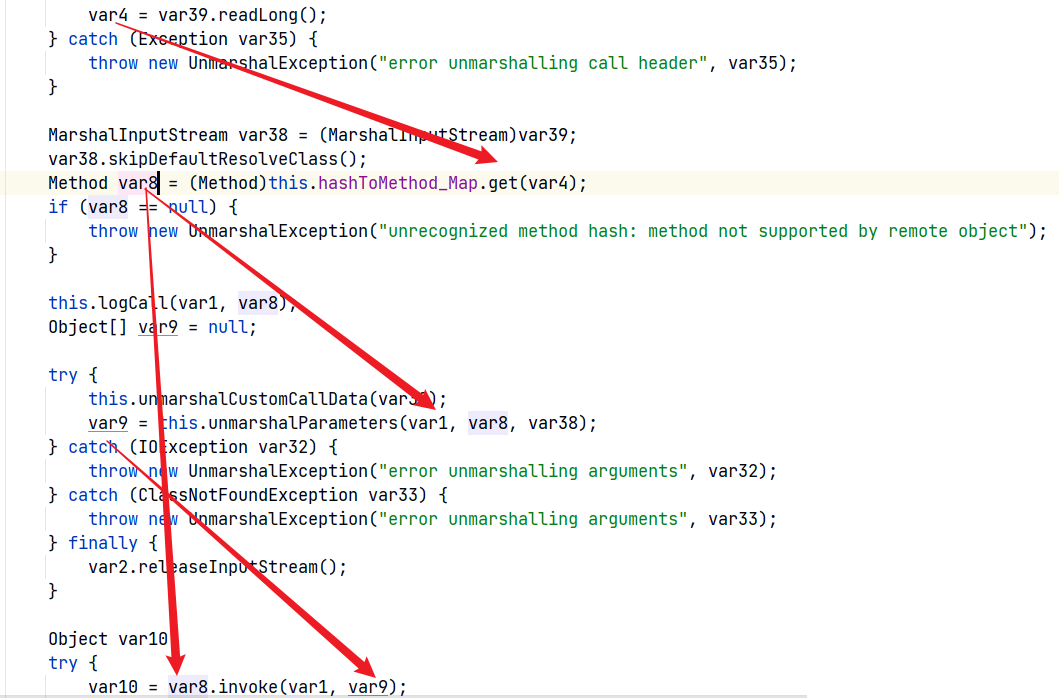 var4 = var39.readLong();
} catch (Exception var35) {
throw new UnmarshalException("error unmarshalling call header", var35);
}
MarshalInputStream var38 = (MarshalInputStream)var39;
var38.skipDefaultResolveClass();
Method var8 = (Method)this.hashToMethod_Map.get(var4);
if (var8 == null) {
throw new UnmarshalException("unrecognized method hash: method not supported by remote object");
}
this.logCall(var1, var8);
Object[] var9 = null;
try {
this.unmarshalCustomCallData(var38);
var9 = this.unmarshalParameters(var1, var8, var38);
} catch (IOException var32) {
throw new UnmarshalException("error unmarshalling arguments", var32);
} catch (ClassNotFoundException var33) {
throw new UnmarshalException("error unmarshalling arguments", var33);
} finally {
var2.releaseInputStream();
}
Object var10
try {
var10 = var8.invoke(var1, var9);